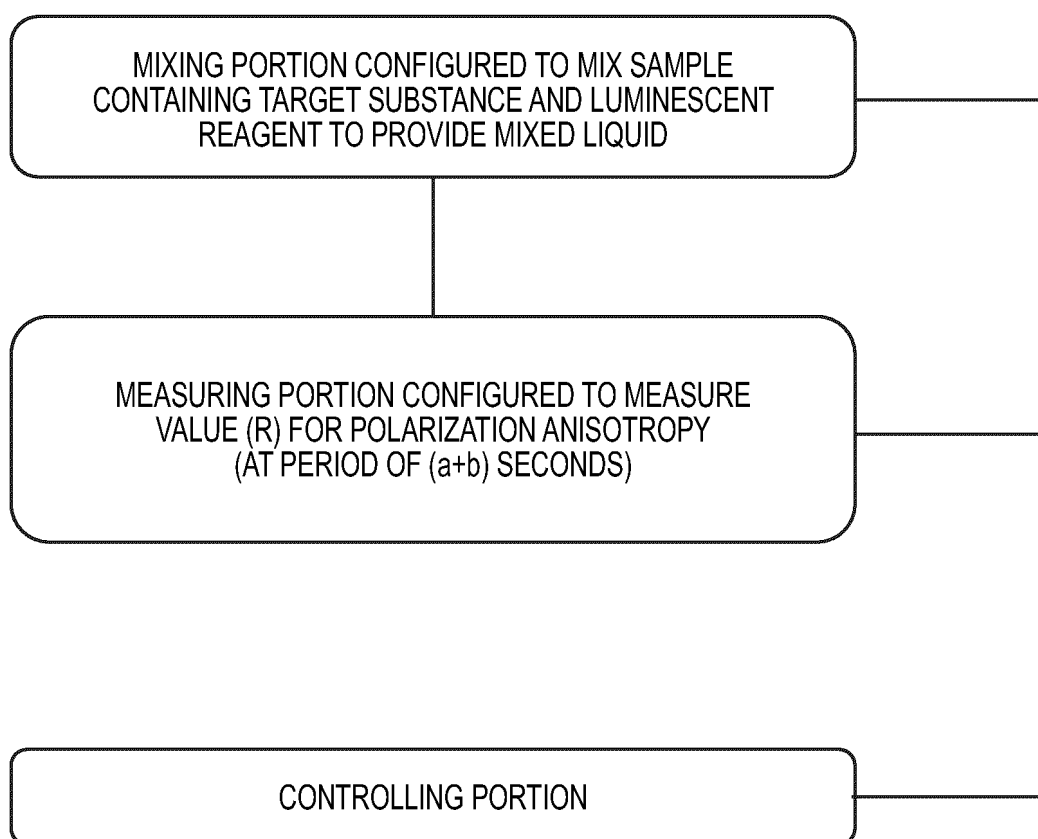 MIXING PORTION CONFIGURED TO MIX SAMPLE
CONTAINING TARGET SUBSTANCE AND LUMINESCENT
REAGENT TO PROVIDE MIXED LIQUID
MEASURING PORTION CONFIGURED TO MEASURE
VALUE (R) FOR POLARIZATION ANISOTROPY
(AT PERIOD OF (a+b) SECONDS)
CONTROLLING PORTION